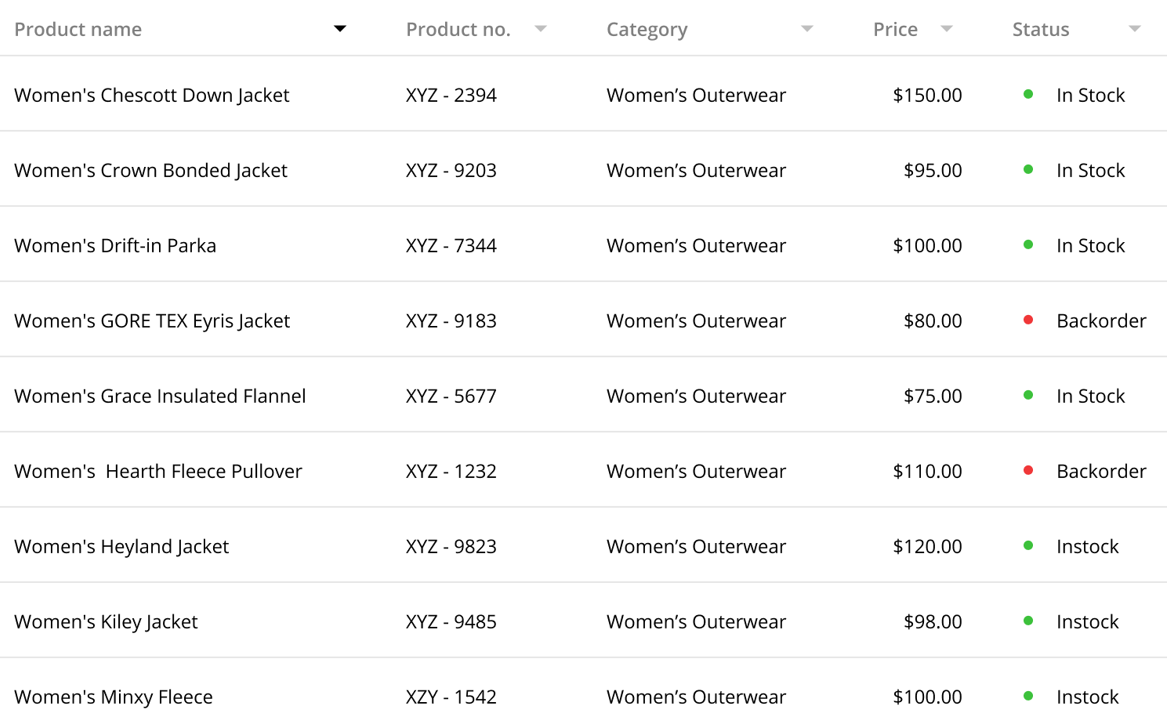 Product name Product no. Category Price Status
Women's Chescott Down Jacket XYZ - 2394 Women’s Outerwear $150.00 In Stock
Women's Crown Bonded Jacket XYZ - 9203 Women’s Outerwear $95.00 In Stock
Women's Drift-in Parka XYZ - 7344 Women’s Outerwear $100.00 In Stock
Women's GORE TEX Eyris Jacket XYZ - 9183 Women’s Outerwear $80.00 Backorder
Women's Grace Insulated Flannel XYZ - 5677 Women’s Outerwear $75.00 In Stock
Women's  Hearth Fleece Pullover XYZ - 1232 Women’s Outerwear $110.00 Backorder
Women's Heyland Jacket XYZ - 9823 Women’s Outerwear $120.00 Instock
Women's Kiley Jacket XYZ - 9485 Women’s Outerwear $98.00 Instock
Women's Minxy Fleece XZY - 1542 Women’s Outerwear $100.00 Instock